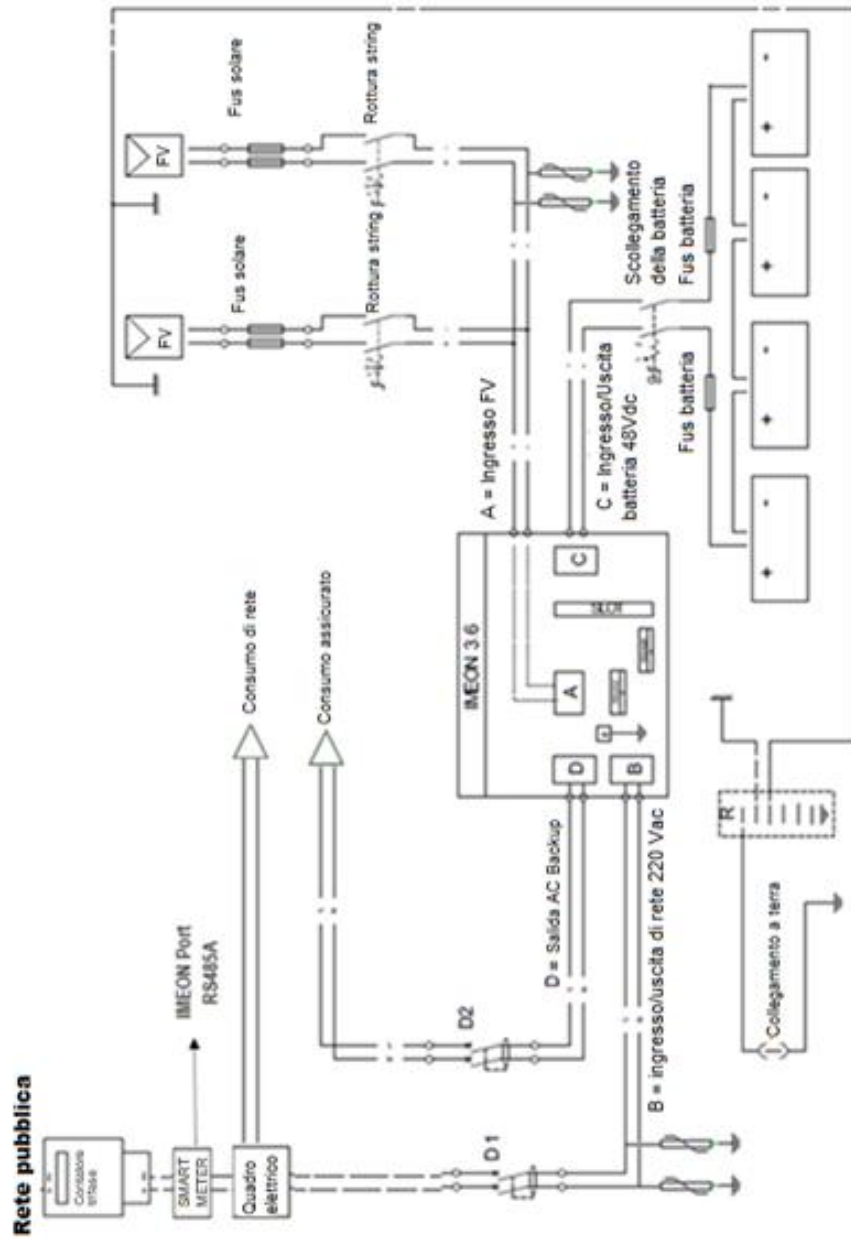 Rete pubblica
Contatore
SMART
METER
IMEON Port
RS485A
Quadro
elettrico
Consumo di rete
Consumo assicurato
D1
D2
D = Salida AC Backup
B = ingresso/uscita di rete 220 Vac
Collegamento a terra
R
IMEON 3.6
A
B
C
D
SLOT
A = Ingresso FV
C = Ingresso/Uscita
batteria 48Vdc
FV
Fus solare
Rottura string
FV
Fus solare
Rottura string
Scollegamento
della batteria
Fus batteria
Fus batteria
+ -
+ -
+ -
+ -